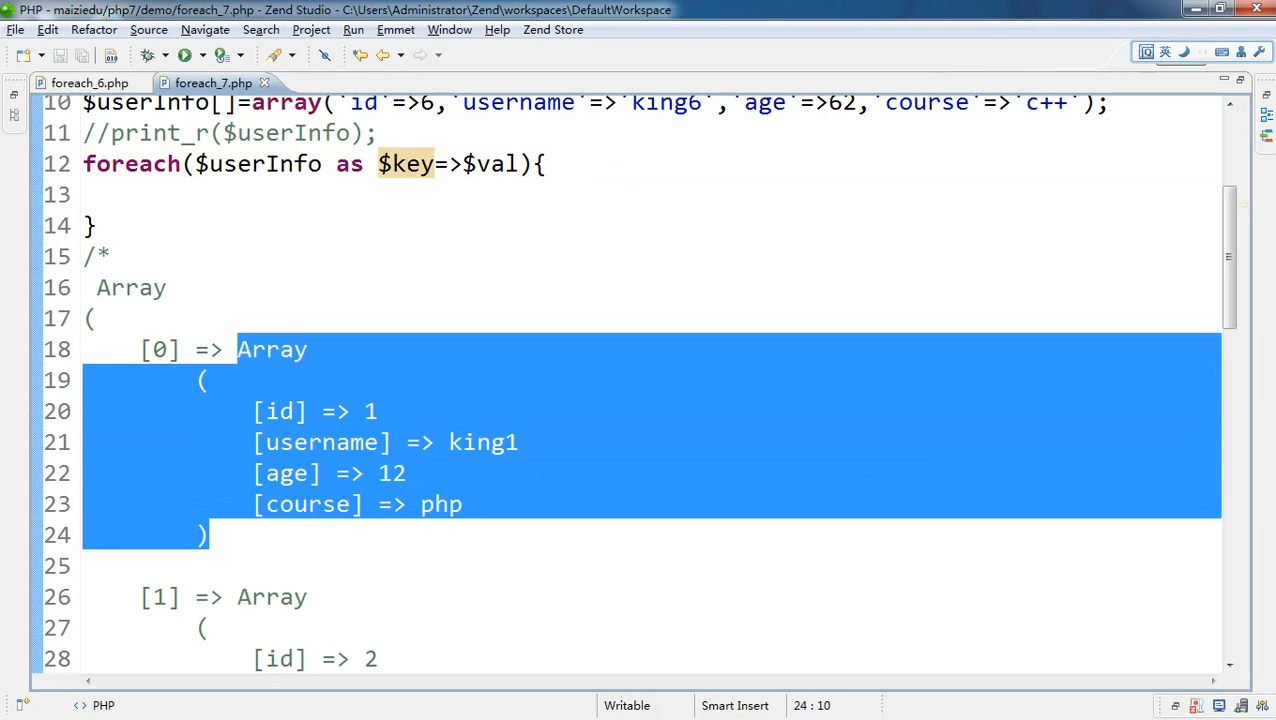 PHP - maiziedu/php7/demo/foreach_7.php - Zend Studio - C:\Users\Administrator\Zend\workspaces\DefaultWorkspace
File Edit Refactor Source Navigate Search Project Run Emmet Window Help Zend Store
英
foreach_6.php foreach_7.php
10 $userInfo[]=array('id'=>6,'username'=>'king6','age'=>62,'course'=>'c++');
11 //print_r($userInfo);
12 foreach($userInfo as $key=>$val){
13
14 }
15 /*
16 Array
17 (
18 [0] => Array
19 (
20 [id] => 1
21 [username] => king1
22 [age] => 12
23 [course] => php
24 )
25
26 [1] => Array
27 (
28 [id] => 2
<> PHP Writable Smart Insert 24 : 10